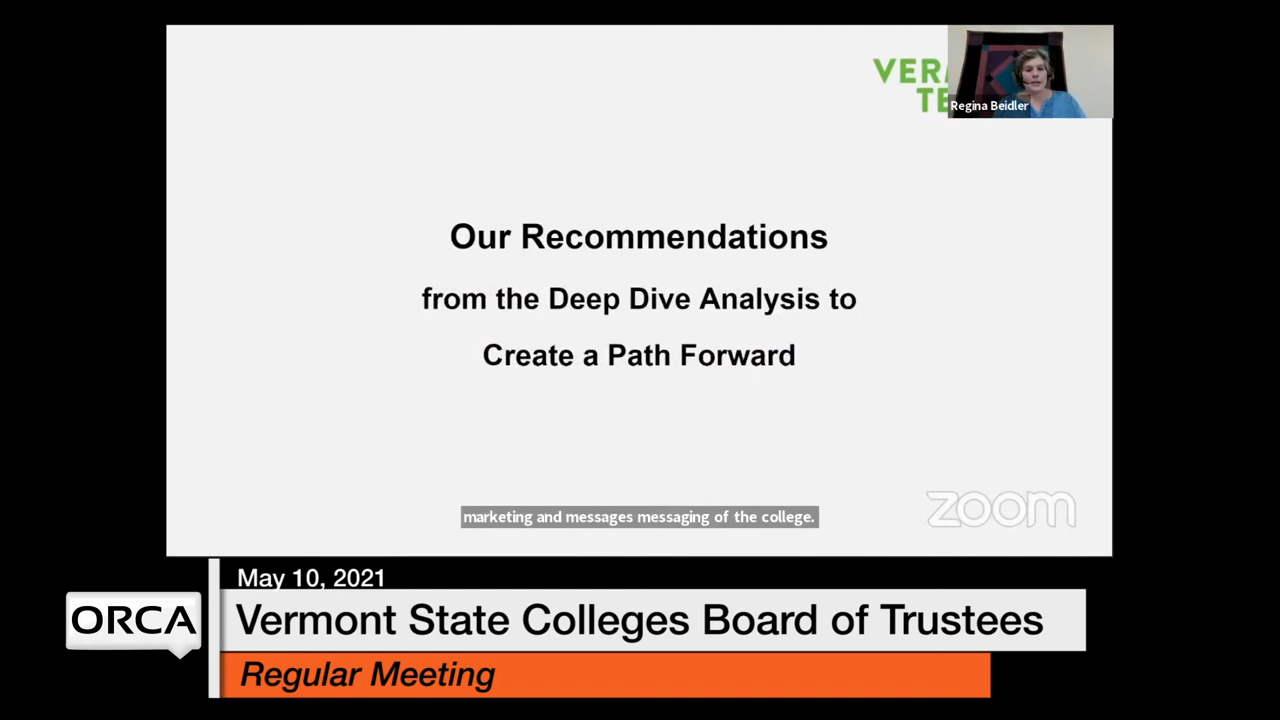 Regina Beidler
Our Recommendations
from the Deep Dive Analysis to
Create a Path Forward
zoom
marketing and messages messaging of the college.
May 10, 2021
ORCA
Vermont State Colleges Board of Trustees
Regular Meeting